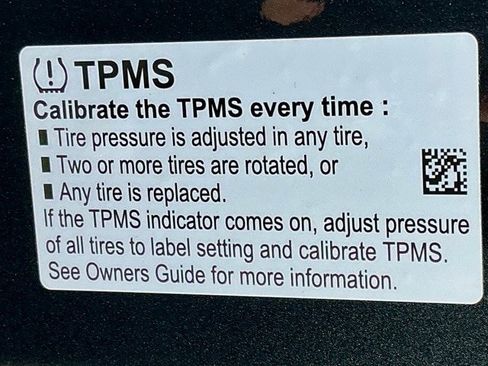 TPMS
Calibrate the TPMS every time :
Tire pressure is adjusted in any tire,
Two or more tires are rotated, or
Any tire is replaced.
If the TPMS indicator comes on, adjust pressure
of all tires to label setting and calibrate TPMS.
See Owners Guide for more information.